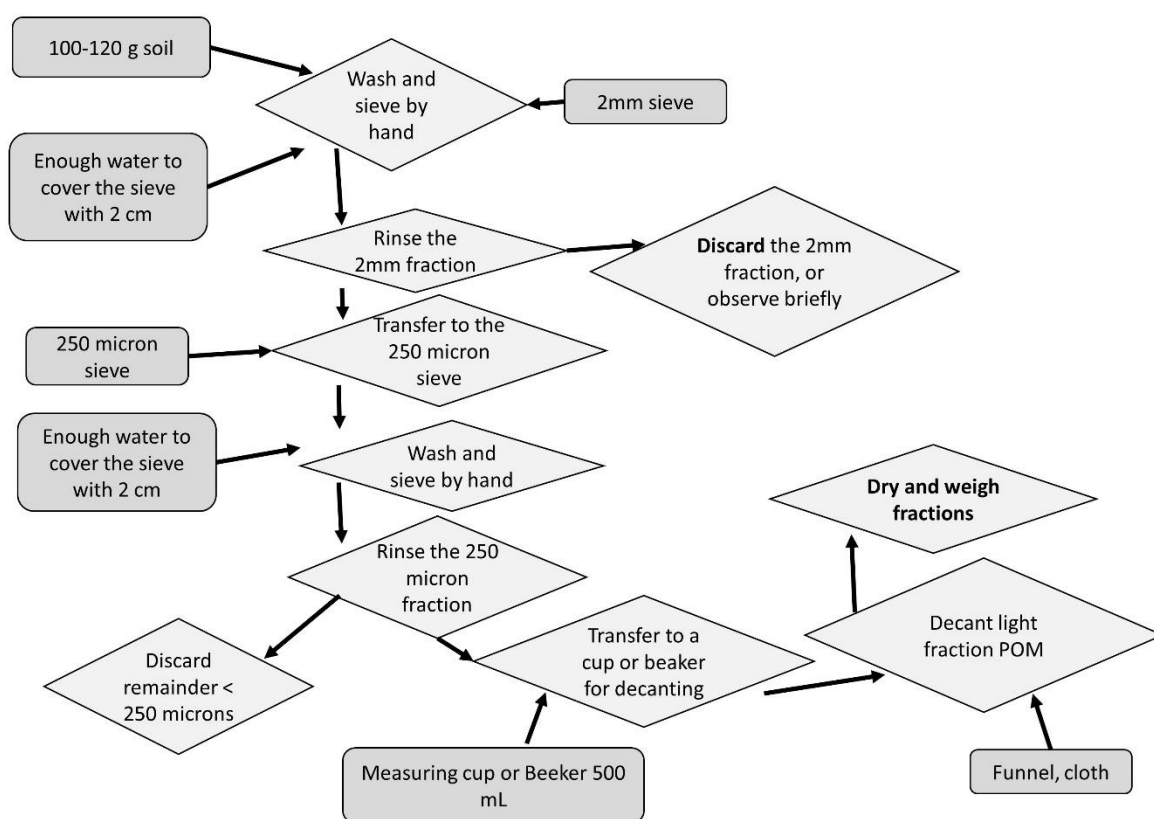 100-120 g soil
Wash and
sieve by
hand
2mm sieve
Enough water to
cover the sieve
with 2 cm
Rinse the
2mm fraction
Discard the 2mm
fraction, or
observe briefly
Transfer to the
250 micron
sieve
250 micron
sieve
Enough water to
cover the sieve
with 2 cm
Wash and
sieve by hand
Dry and weigh
fractions
Rinse the 250
micron
fraction
Decant light
fraction POM
Transfer to a
cup or beaker
for decanting
Discard
remainder <
250 microns
Measuring cup or Beeker 500
mL
Funnel, cloth